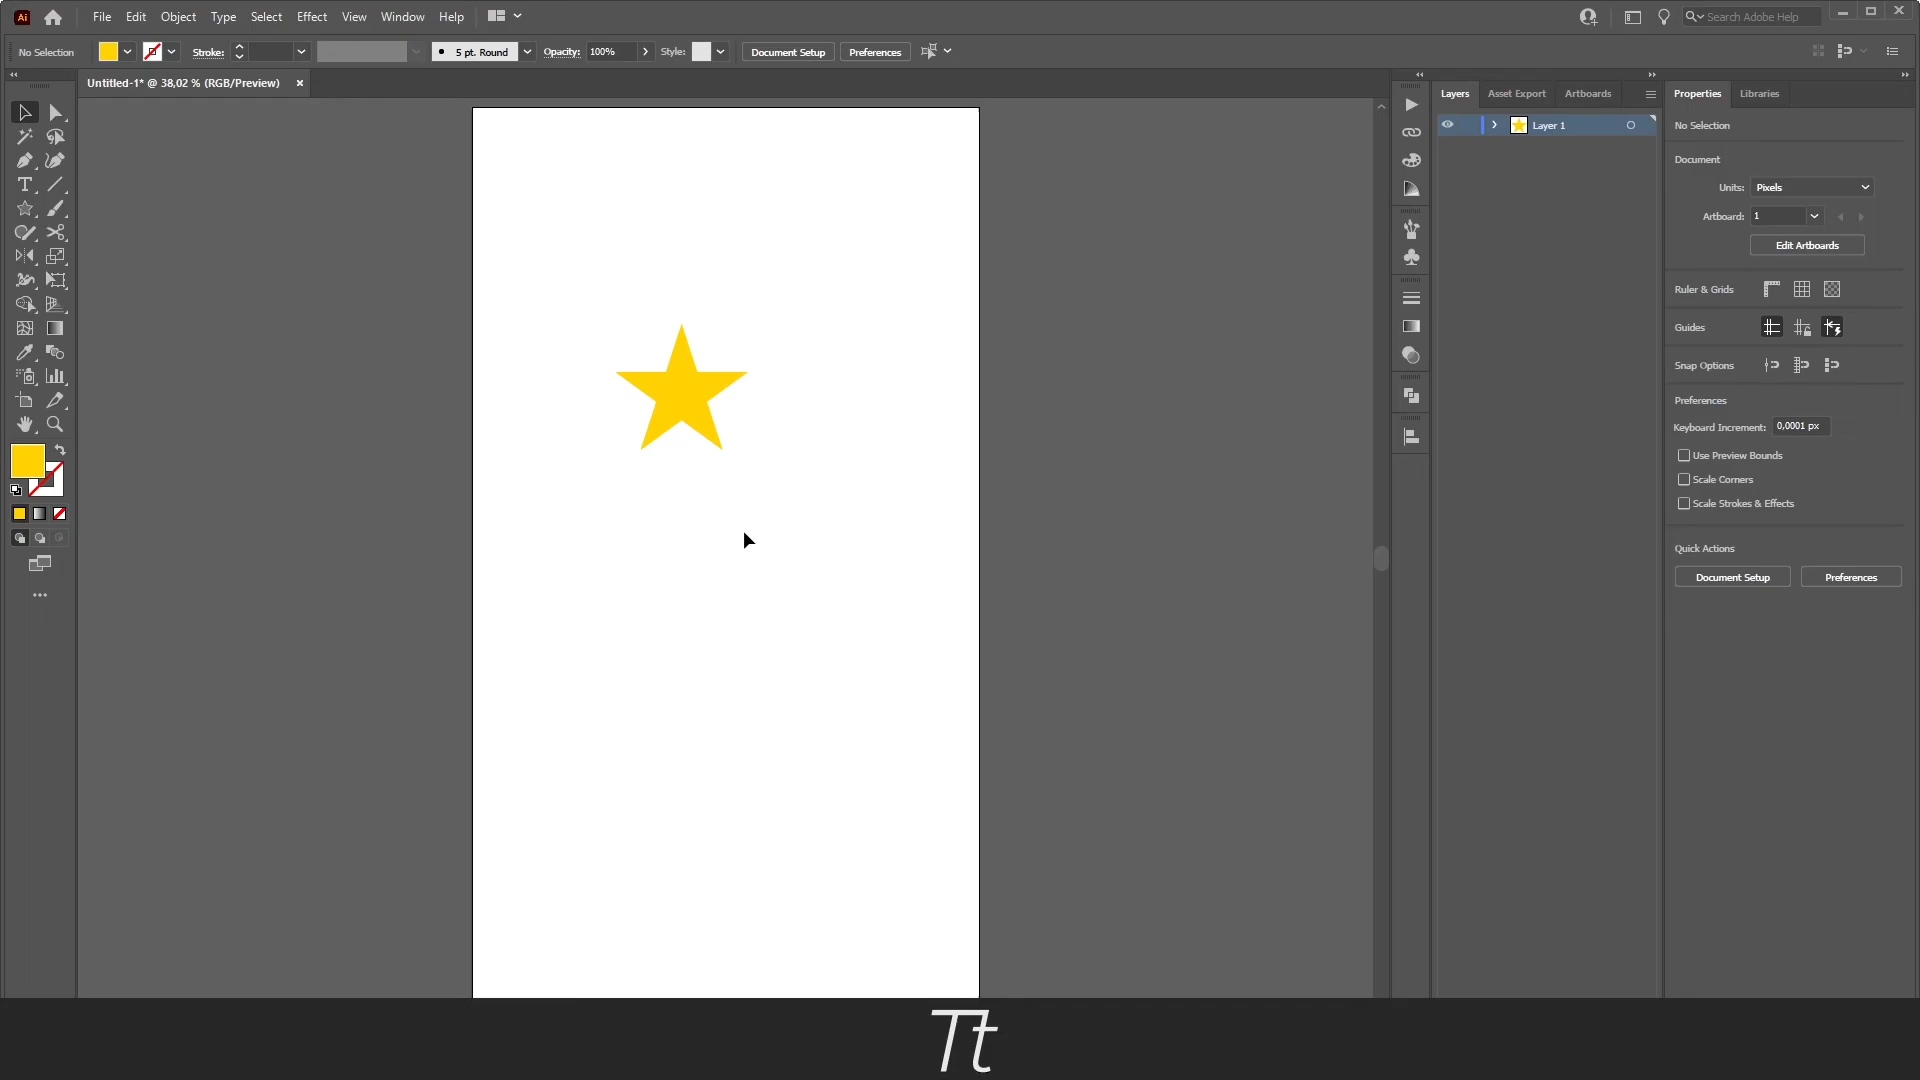 Ai File Edit Object Type Select Effect View Window Help Search Adobe Help
No Selection Stroke: 5 pt. Round Opacity: 100% Style: Document Setup Preferences
Untitled-1* @ 38,02 % (RGB/Preview)
Layers Asset Export Artboards
Layer 1
Properties Libraries
No Selection
Document
Units: Pixels
Artboard: 1
Edit Artboards
Ruler & Grids
Guides
Snap Options
Preferences
Keyboard Increment: 0,0001 px
Use Preview Bounds
Scale Corners
Scale Strokes & Effects
Quick Actions
Document Setup Preferences
Tt